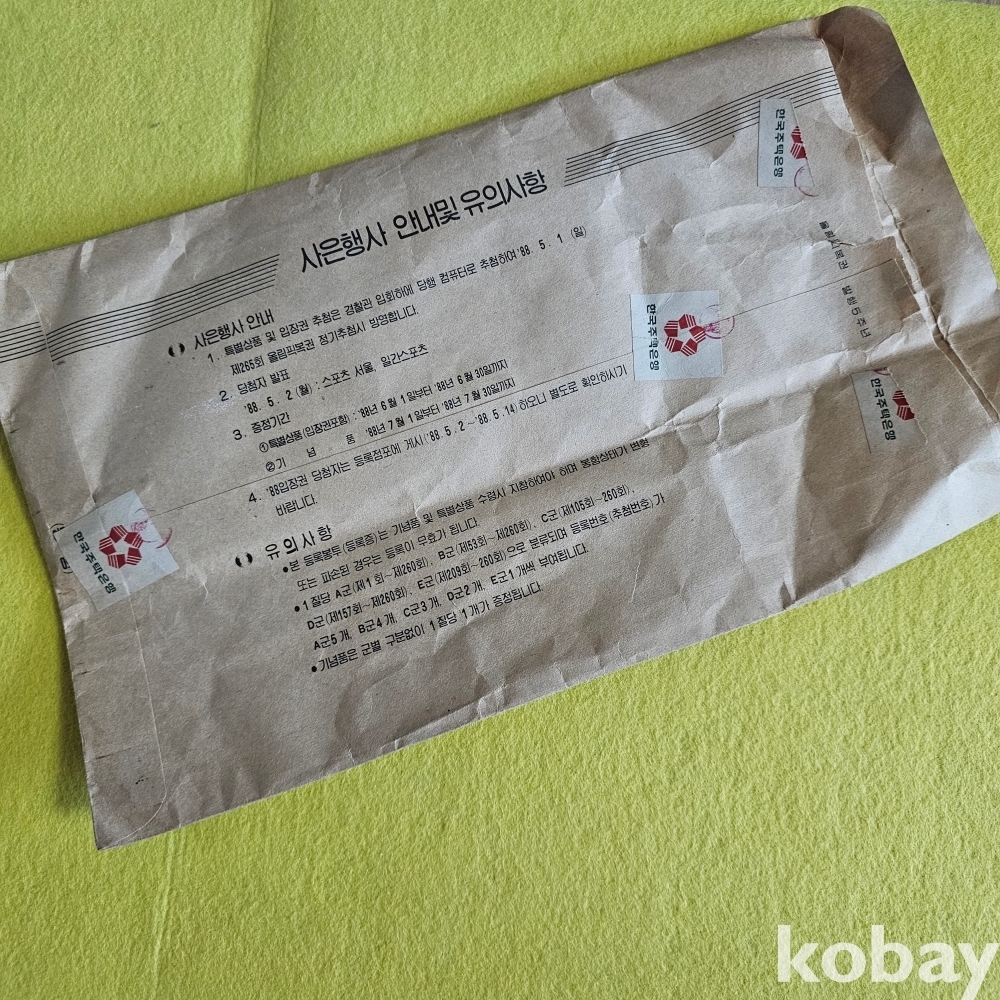 사은행사 안내및 유의사항
사은행사 안내
1. 특별상품 및 입장권 추첨은 경찰관 입회하에 당행 컴퓨터로 추첨하여 '88. 5. 1 (일)
제265회 올림픽복권 정기추첨시 방영합니다.
2. 당첨자 발표
'88. 5. 2 (월) : 스포츠 서울, 일간스포츠
3. 증정기간
①특별상품(입장권포함) : '88년 6월 1일부터 '88년 6월 30일까지
②기 념 품 '88년 7월 1일부터 '88년 7월 30일까지
4. '88입장권 당첨자는 등록점포에 게시('88. 5. 2~'88. 5. 14)하오니 별도로 확인하시기
바랍니다.
유 의 사 항
●본 등록봉투(등록증)는 기념품 및 특별상품 수령시 지참하여야 하며 봉함상태가 변형
또는 파손된 경우는 등록이 무효가 됩니다.
●1질당 A군(제1회~제260회), B군(제53회~제260회), C군(제105회~260회),
D군(제157회~제260회), E군(제209회~260회)으로 분류되며 등록번호(추첨번호)가
A군5개, B군4개, C군3개, D군2개, E군1개씩 부여됩니다.
●기념품은 군별 구분없이 1질당 1개가 증정됩니다.
한국주택은행
한국주택은행
한국주택은행
한국주택은행
발행5주년
kobay